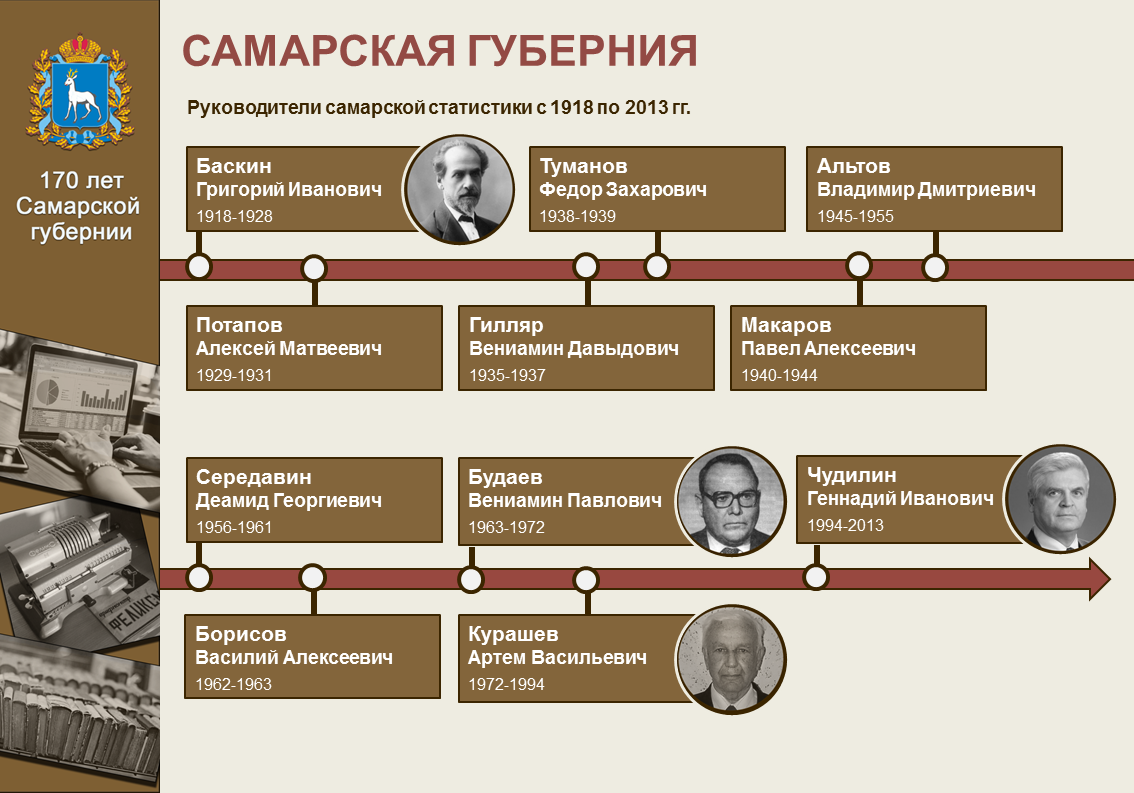 170 лет
Самарской
губернии
САМАРСКАЯ ГУБЕРНИЯ
Руководители самарской статистики с 1918 по 2013 гг.
Баскин
Григорий Иванович
1918-1928
Туманов
Федор Захарович
1938-1939
Альтов
Владимир Дмитриевич
1945-1955
Потапов
Алексей Матвеевич
1929-1931
Гилляр
Вениамин Давыдович
1935-1937
Макаров
Павел Алексеевич
1940-1944
Середавин
Деамид Георгиевич
1956-1961
Будаев
Вениамин Павлович
1963-1972
Чудилин
Геннадий Иванович
1994-2013
Борисов
Василий Алексеевич
1962-1963
Курашев
Артем Васильевич
1972-1994
ФЕЛИКС